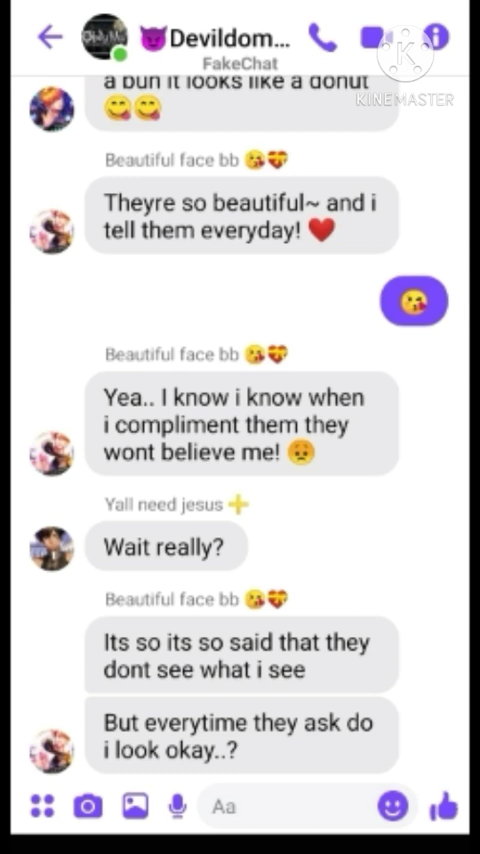 😈Devildom...
FakeChat
K
KINEMASTER
a bun it looks like a donut
😋😋
Beautiful face bb 😘💝
Theyre so beautiful~ and i
tell them everyday! ❤️
😘
Beautiful face bb 😘💝
Yea.. I know i know when
i compliment them they
wont believe me! 😟
Yall need jesus ➕
Wait really?
Beautiful face bb 😘💝
Its so its so said that they
dont see what i see
But everytime they ask do
i look okay..?
Aa